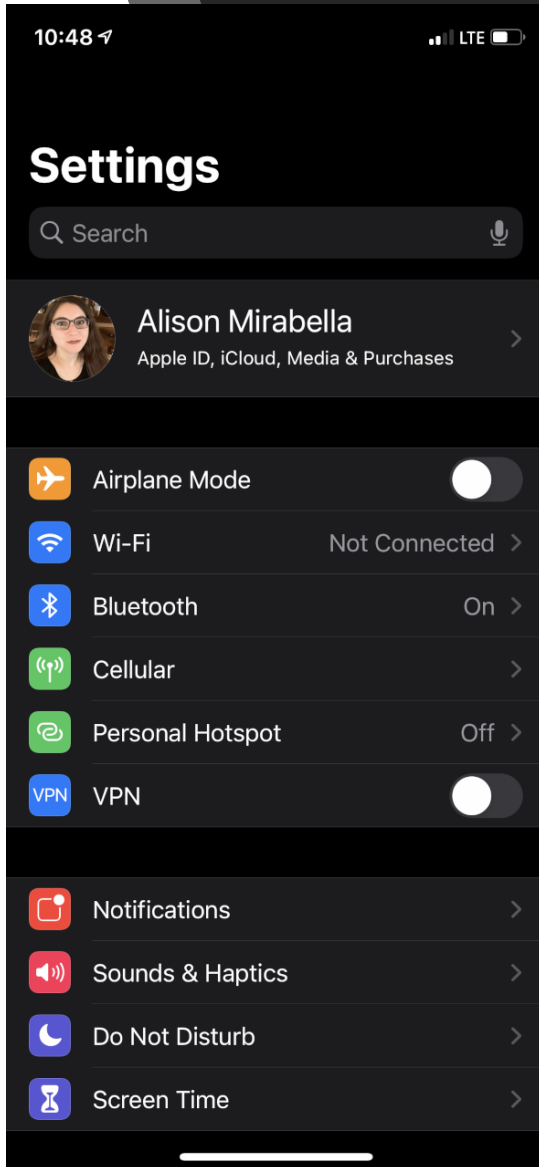 10:48 LTE
Settings
Search
Alison Mirabella
Apple ID, iCloud, Media & Purchases
Airplane Mode
Wi-Fi Not Connected
Bluetooth On
Cellular
Personal Hotspot Off
VPN VPN
Notifications
Sounds & Haptics
Do Not Disturb
Screen Time